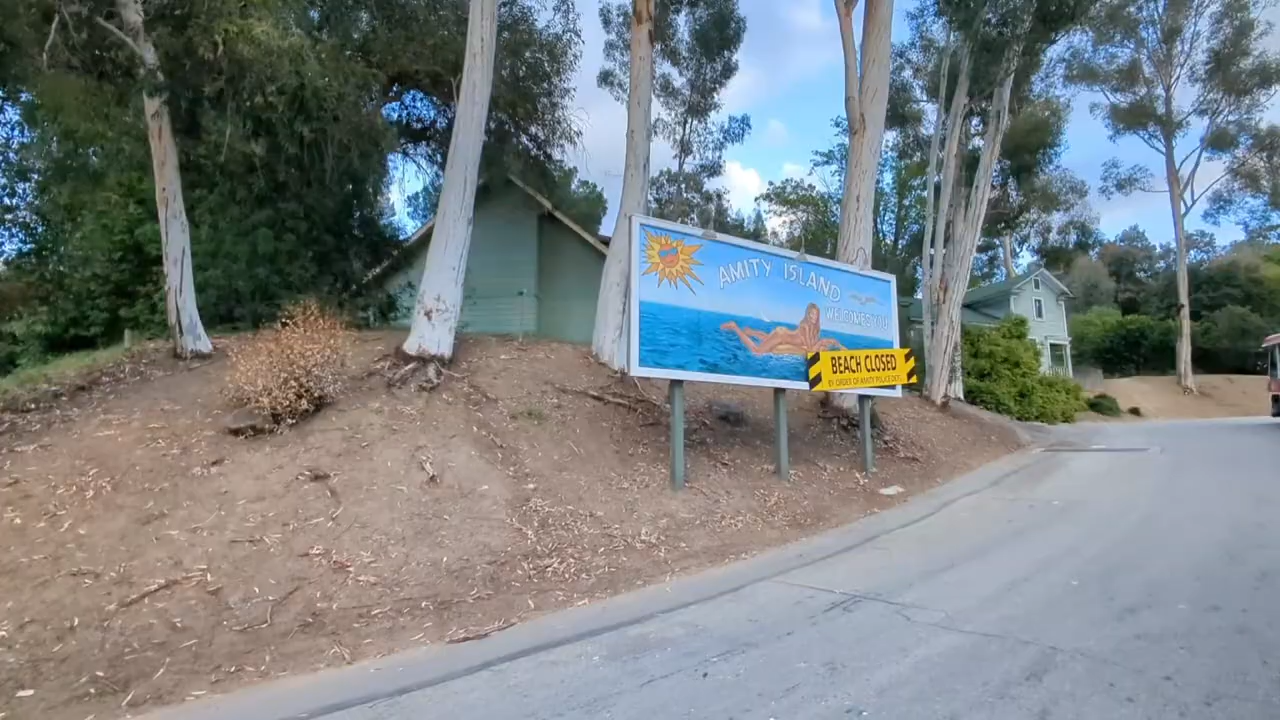 AMITY ISLAND
WELCOMES YOU
BEACH CLOSED
BY ORDER OF AMITY POLICE DEPT.